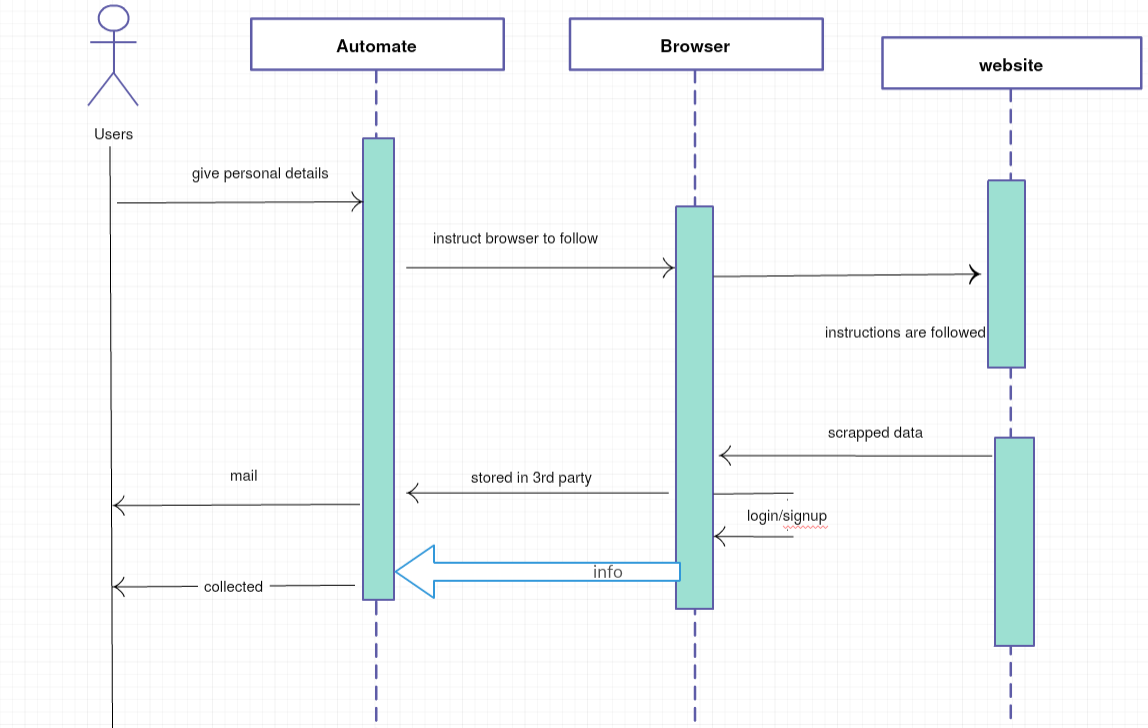 Automate
Browser
website
Users
give personal details
instruct browser to follow
instructions are followed
scrapped data
mail
stored in 3rd party
login/signup
info
collected